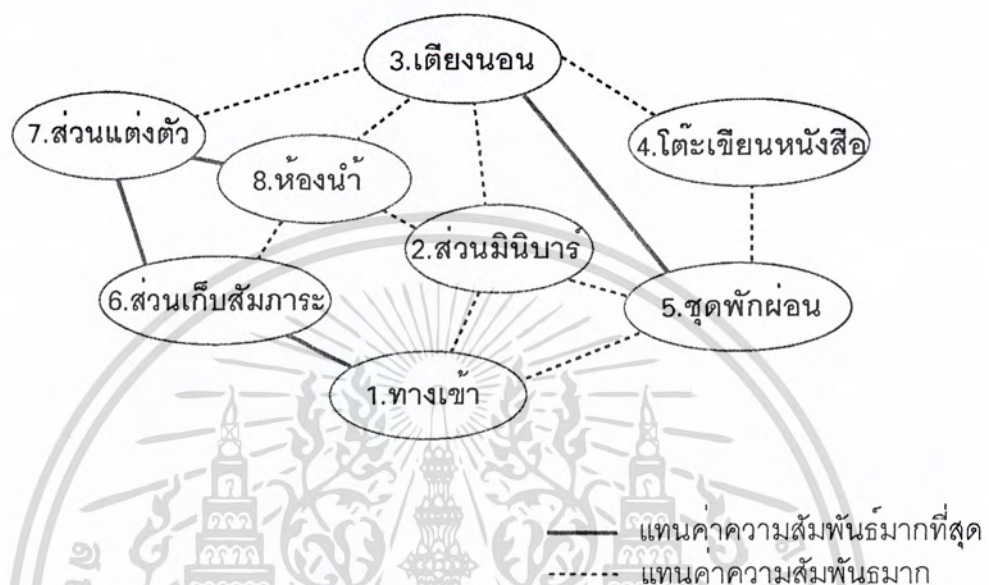 3.เตียงนอน
7.ส่วนแต่งตัว
4.โต๊ะเขียนหนังสือ
8.ห้องน้ำ
2.ส่วนมินิบาร์
6.ส่วนเก็บสัมภาระ
5.ชุดพักผ่อน
1.ทางเข้า
แทนค่าความสัมพันธ์มากที่สุด
แทนค่าความสัมพันธมาก